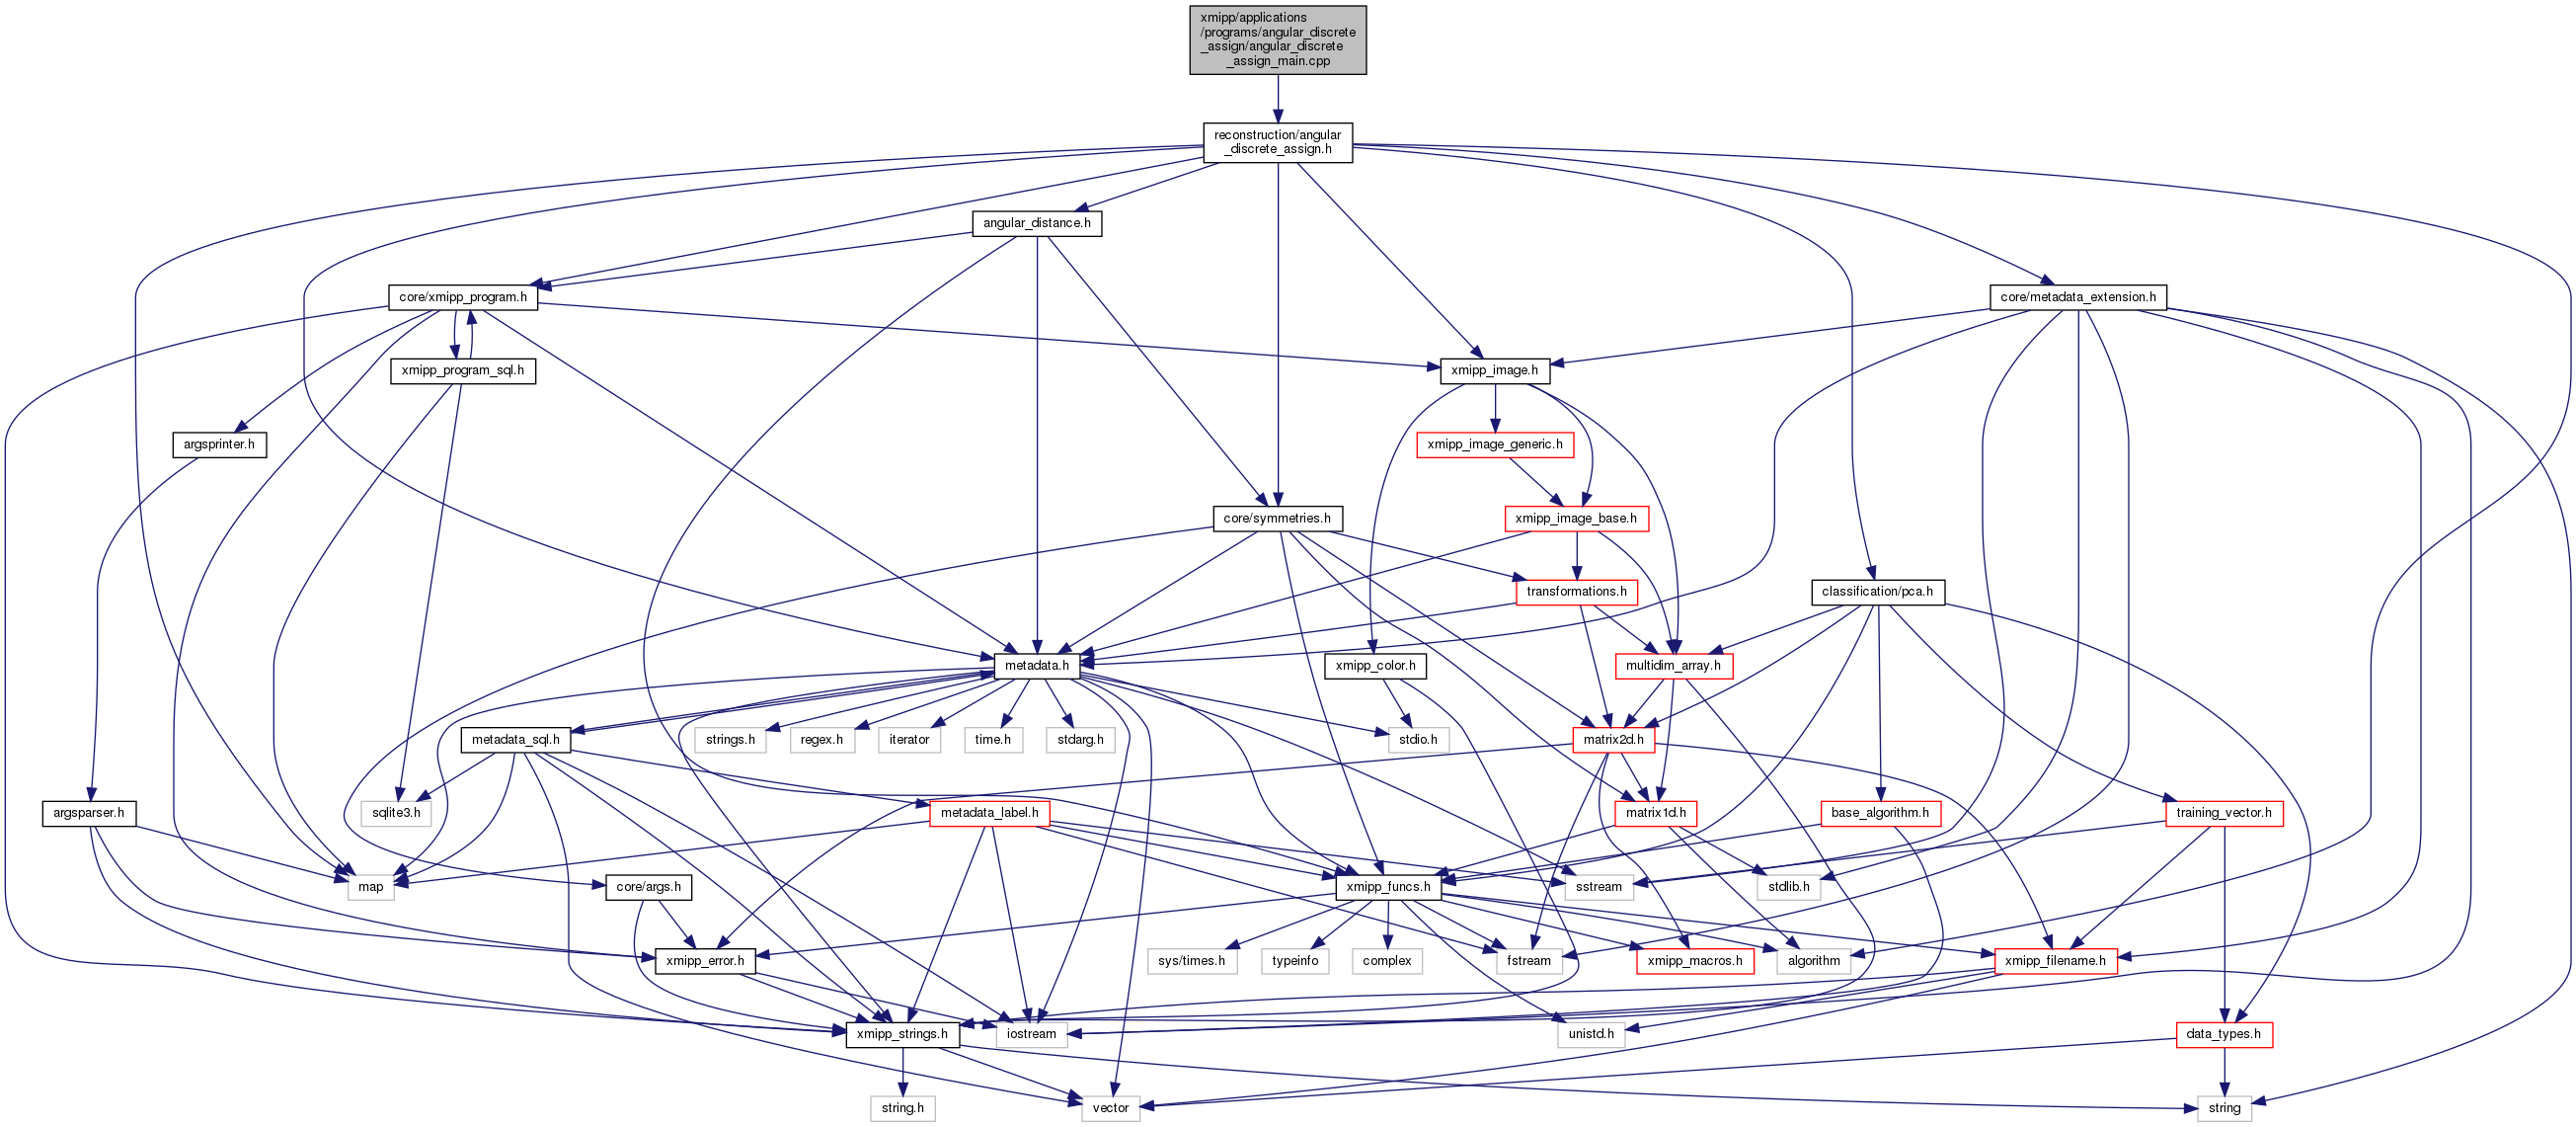 xmipp/applications
/programs/angular_discrete
_assign/angular_discrete
_assign_main.cpp
reconstruction/angular
_discrete_assign.h
angular_distance.h
core/xmipp_program.h
core/metadata_extension.h
xmipp_program_sql.h
xmipp_image.h
argsprinter.h
xmipp_image_generic.h
core/symmetries.h
xmipp_image_base.h
transformations.h
classification/pca.h
metadata.h
xmipp_color.h
multidim_array.h
metadata_sql.h
strings.h
regex.h
iterator
time.h
stdarg.h
stdio.h
matrix2d.h
argsparser.h
sqlite3.h
metadata_label.h
matrix1d.h
base_algorithm.h
training_vector.h
map
core/args.h
xmipp_funcs.h
sstream
stdlib.h
xmipp_error.h
sys/times.h
typeinfo
complex
fstream
xmipp_macros.h
algorithm
xmipp_filename.h
xmipp_strings.h
iostream
unistd.h
data_types.h
string.h
vector
string